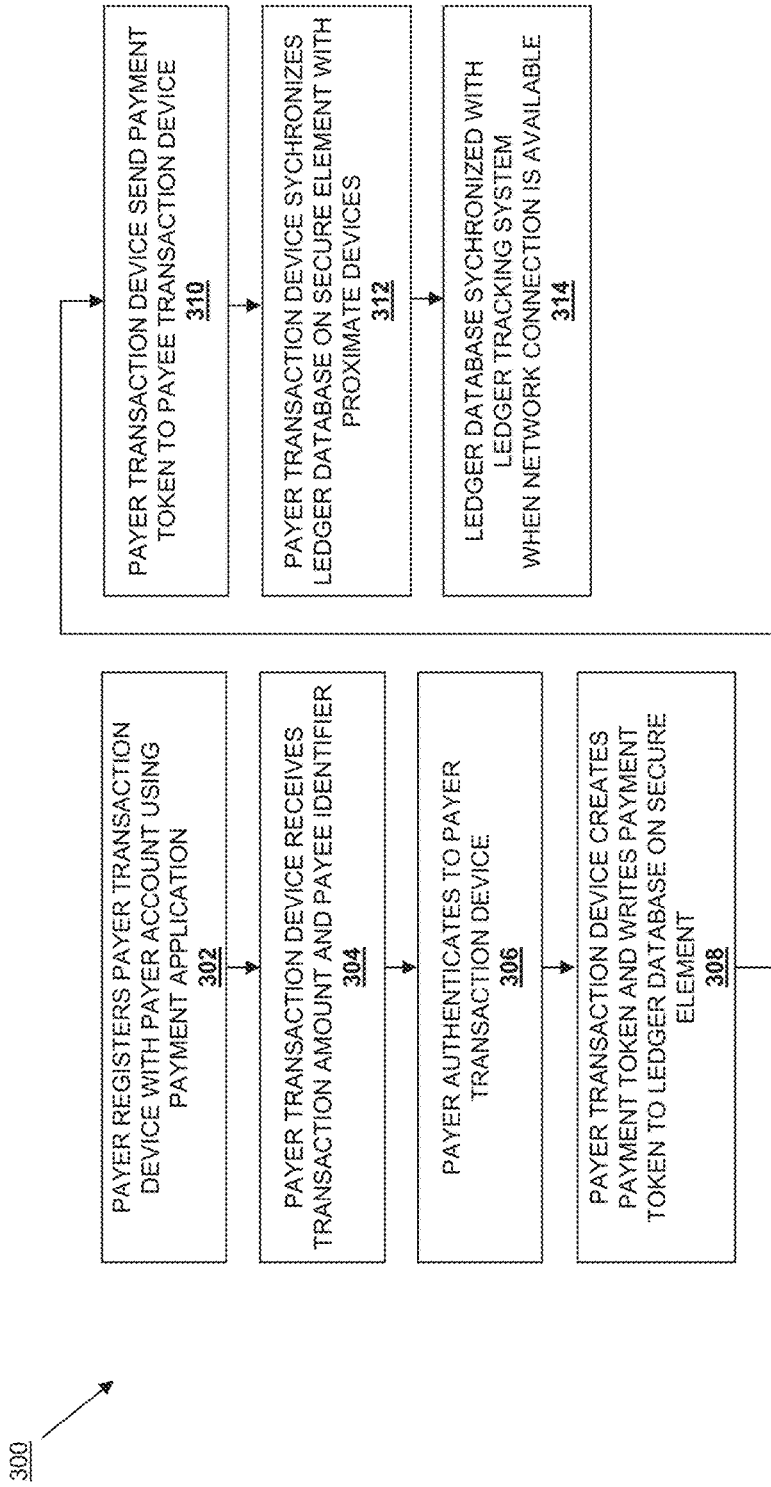 300
PAYER REGISTERS PAYER TRANSACTION
DEVICE WITH PAYER ACCOUNT USING
PAYMENT APPLICATION
302
PAYER TRANSACTION DEVICE RECEIVES
TRANSACTION AMOUNT AND PAYEE IDENTIFIER
304
PAYER AUTHENTICATES TO PAYER
TRANSACTION DEVICE
306
PAYER TRANSACTION DEVICE CREATES
PAYMENT TOKEN AND WRITES PAYMENT
TOKEN TO LEDGER DATABASE ON SECURE
ELEMENT
308
PAYER TRANSACTION DEVICE SEND PAYMENT
TOKEN TO PAYEE TRANSACTION DEVICE
310
PAYER TRANSACTION DEVICE SYCHRONIZES
LEDGER DATABASE ON SECURE ELEMENT WITH
PROXIMATE DEVICES
312
LEDGER DATABASE SYCHRONIZED WITH
LEDGER TRACKING SYSTEM
WHEN NETWORK CONNECTION IS AVAILABLE
314